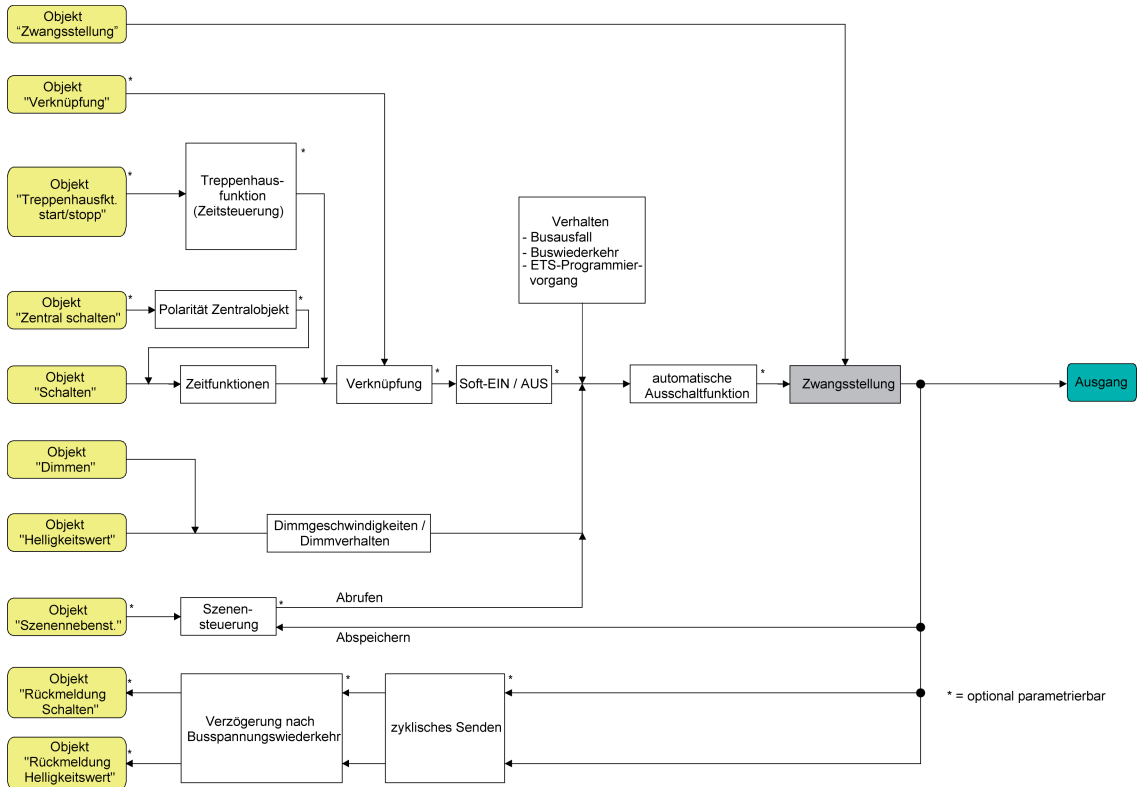 Objekt
“Zwangsstellung”
Objekt
"Verknüpfung"
*
Objekt
"Treppenhausfkt.
start/stopp"
*
Treppenhaus-
funktion
(Zeitsteuerung)
*
Verhalten
- Busausfall
- Buswiederkehr
- ETS-Programmier-
vorgang
Objekt
"Zentral schalten"
*
Polarität Zentralobjekt
*
Objekt
"Schalten"
Zeitfunktionen
Verknüpfung
*
Soft-EIN / AUS
*
automatische
Ausschaltfunktion
*
Zwangsstellung
Ausgang
Objekt
"Dimmen"
Objekt
"Helligkeitswert"
Dimmgeschwindigkeiten /
Dimmverhalten
Objekt
"Szenennebenst."
*
Szenen-
steuerung
*
Abrufen
Abspeichern
Objekt
"Rückmeldung
Schalten"
*
Verzögerung nach
Busspannungswiederkehr
*
zyklisches Senden
*
* = optional parametrierbar
Objekt
"Rückmeldung
Helligkeitswert"
*